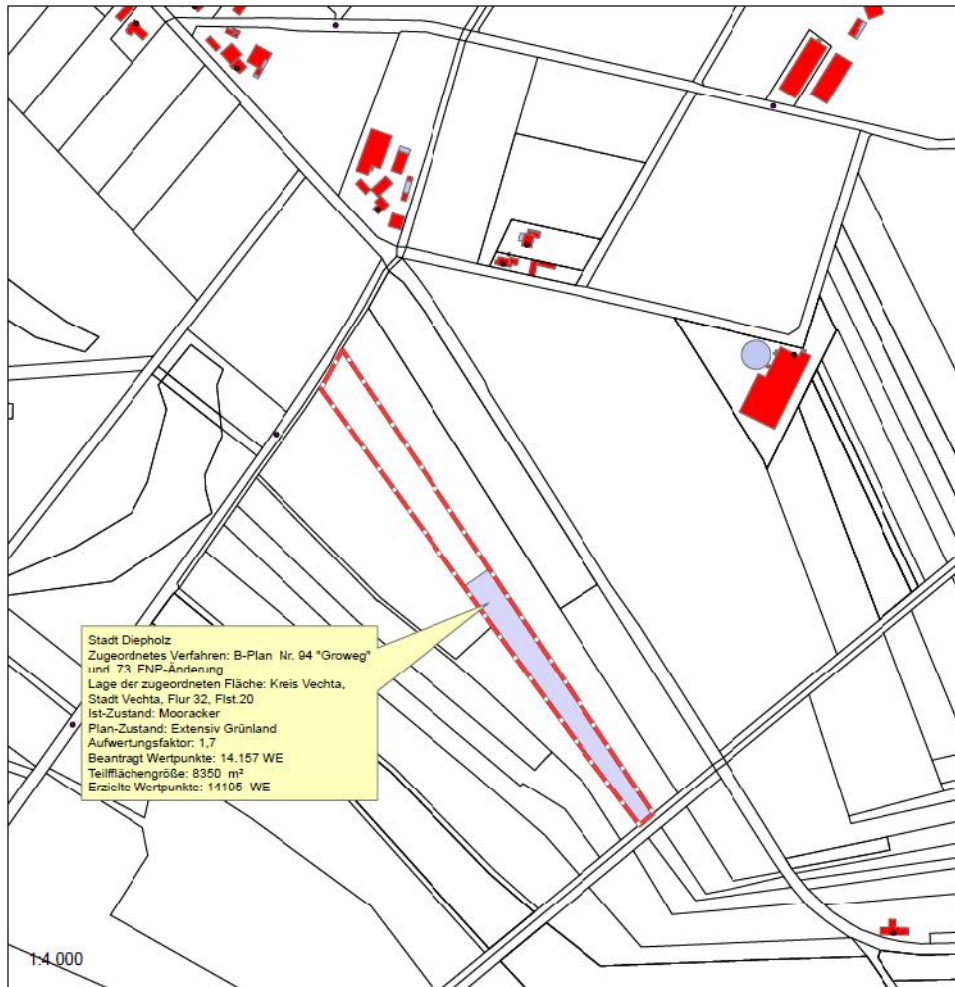 Stadt Diepholz
Zugeordnetes Verfahren: B-Plan Nr. 94 "Groweg"
und 73. FNP-Änderung
Lage der zugeordneten Fläche: Kreis Vechta,
Stadt Vechta, Flur 32, Flst.20
Ist-Zustand: Mooracker
Plan-Zustand: Extensiv Grünland
Aufwertungsfaktor: 1,7
Beantragt Wertpunkte: 14.157 WE
Teilfflächengröße: 8350 m²
Erzielte Wertpunkte: 14195 WE
1:4.000